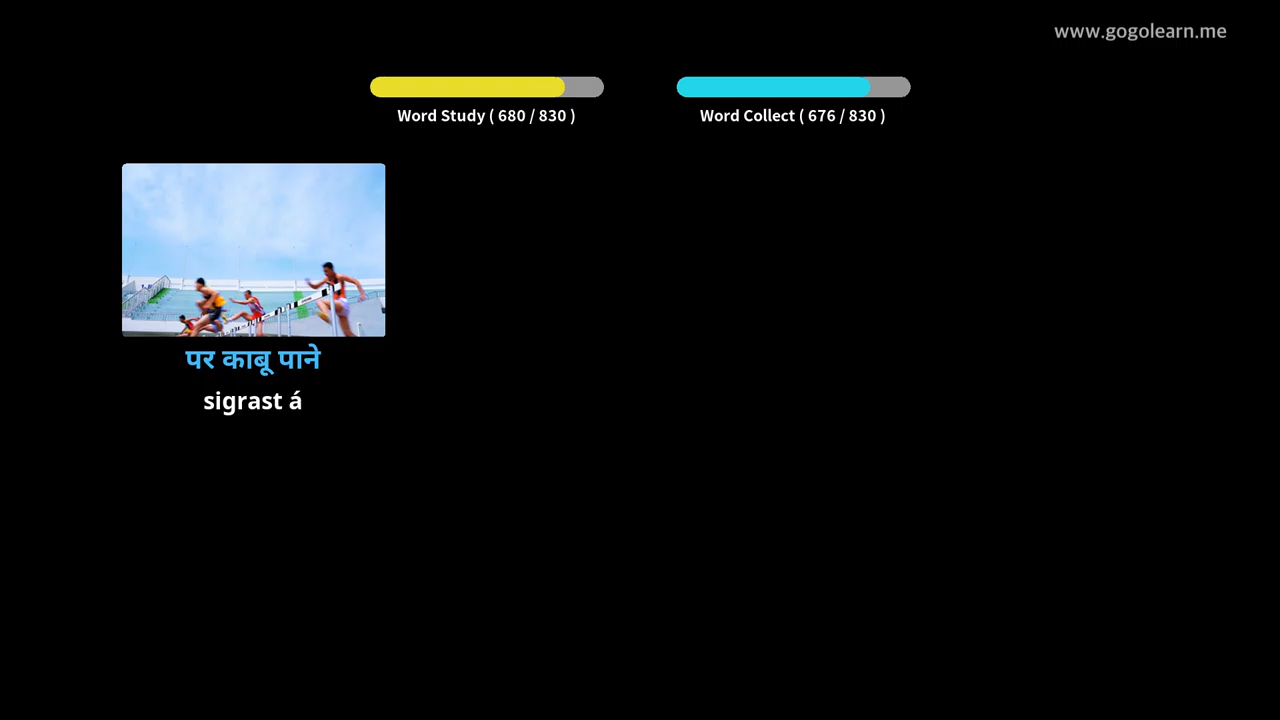 www.gogolearn.me
Word Study ( 680 / 830 )
Word Collect ( 676 / 830 )
पर काबू पाने
sigrast á